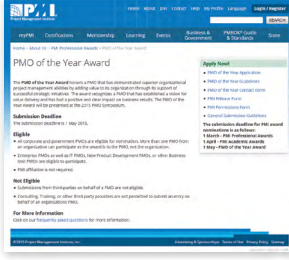 PMI
Project Management Institute
Home About Join Contact Help My Profile Language Login / Register
SEARCH
myPMI Certifications Membership Learning Events Business & Government PMBOK® Guide & Standards Store
Home › About Us › PMI Professional Awards › PMO of the Year Award
PMO of the Year Award
The PMO of the Year Award honors a PMO that has demonstrated superior organizational
project management abilities by adding value to its organization through its support of
successful strategic initiatives. The award recognizes a PMO that has established a vision for
value delivery and has had a positive and clear impact on business results. The PMO of the
Year Award will be presented at the 2015 PMO Symposium.
Submission Deadline
The submission deadline is 1 May 2015.
Eligible
All corporate and government PMOs are eligible for nomination. More than one PMO from
an organization can participate as the award is to the PMO, not the organization.
Enterprise PMOs as well as IT PMOs, New Product Development PMOs, or other Business
Unit PMOs are eligible to participate.
PMI affiliation is not required.
Not Eligible
Submissions from third-parties on behalf of a PMO are not eligible.
Consulting, Training, or other third-party providers are not permitted to submit an entry on
behalf of an organization's PMO.
For More Information
Click on our frequently asked questions for more information.
Apply Now!
PMO of the Year Application
PMO of the Year Guidelines
PMO of the Year Contact Form
PMI Release Form
PMI Permissions Form
General Submission Guidelines
The submission deadline for PMI award
nominations is as follows:
1 March - PMI Professional Awards
1 April - PMI Academic Awards
1 May - PMO of the Year Award
©2015 Project Management Institute, Inc.
Advertising & Sponsorships Terms of Use Privacy Policy Sitemap